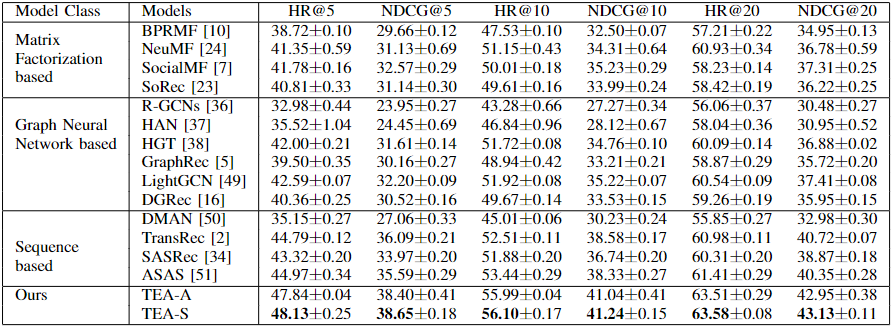 Model Class Models HR@5 NDCG@5 HR@10 NDCG@10 HR@20 NDCG@20
Matrix Factorization based
BPRMF [10] 38.72±0.10 29.66±0.12 47.53±0.10 32.50±0.07 57.21±0.22 34.95±0.13
NeuMF [24] 41.35±0.59 31.13±0.69 51.15±0.43 34.31±0.64 60.93±0.34 36.78±0.59
SocialMF [7] 41.78±0.16 32.57±0.29 50.01±0.18 35.23±0.29 58.23±0.14 37.31±0.25
SoRec [23] 40.81±0.33 31.14±0.30 49.61±0.16 33.99±0.24 58.42±0.19 36.22±0.25
Graph Neural Network based
R-GCNs [36] 32.98±0.44 23.95±0.27 43.28±0.66 27.27±0.34 56.06±0.37 30.48±0.27
HAN [37] 35.52±1.04 24.45±0.69 46.84±0.96 28.12±0.67 58.04±0.36 30.95±0.52
HGT [38] 42.00±0.21 31.61±0.14 51.72±0.08 34.76±0.10 60.09±0.14 36.88±0.02
GraphRec [5] 39.50±0.35 30.16±0.27 48.94±0.42 33.21±0.21 58.87±0.29 35.72±0.20
LightGCN [49] 42.59±0.07 32.20±0.09 51.92±0.08 35.22±0.07 60.54±0.09 37.41±0.08
DGRec [16] 40.36±0.25 30.52±0.16 49.67±0.14 33.53±0.15 59.26±0.19 35.95±0.15
Sequence based
DMAN [50] 35.15±0.27 27.06±0.33 45.01±0.06 30.23±0.24 55.85±0.27 32.98±0.30
TransRec [2] 44.79±0.12 36.09±0.21 52.51±0.11 38.58±0.17 60.98±0.11 40.72±0.07
SASRec [34] 43.32±0.20 33.97±0.20 51.88±0.20 36.74±0.20 60.31±0.20 38.87±0.18
ASAS [51] 44.97±0.34 35.59±0.29 53.44±0.29 38.33±0.27 61.41±0.29 40.35±0.28
Ours
TEA-A 47.84±0.04 38.40±0.41 55.99±0.04 41.04±0.41 63.51±0.29 42.95±0.38
TEA-S 48.13±0.25 38.65±0.18 56.10±0.17 41.24±0.15 63.58±0.08 43.13±0.11